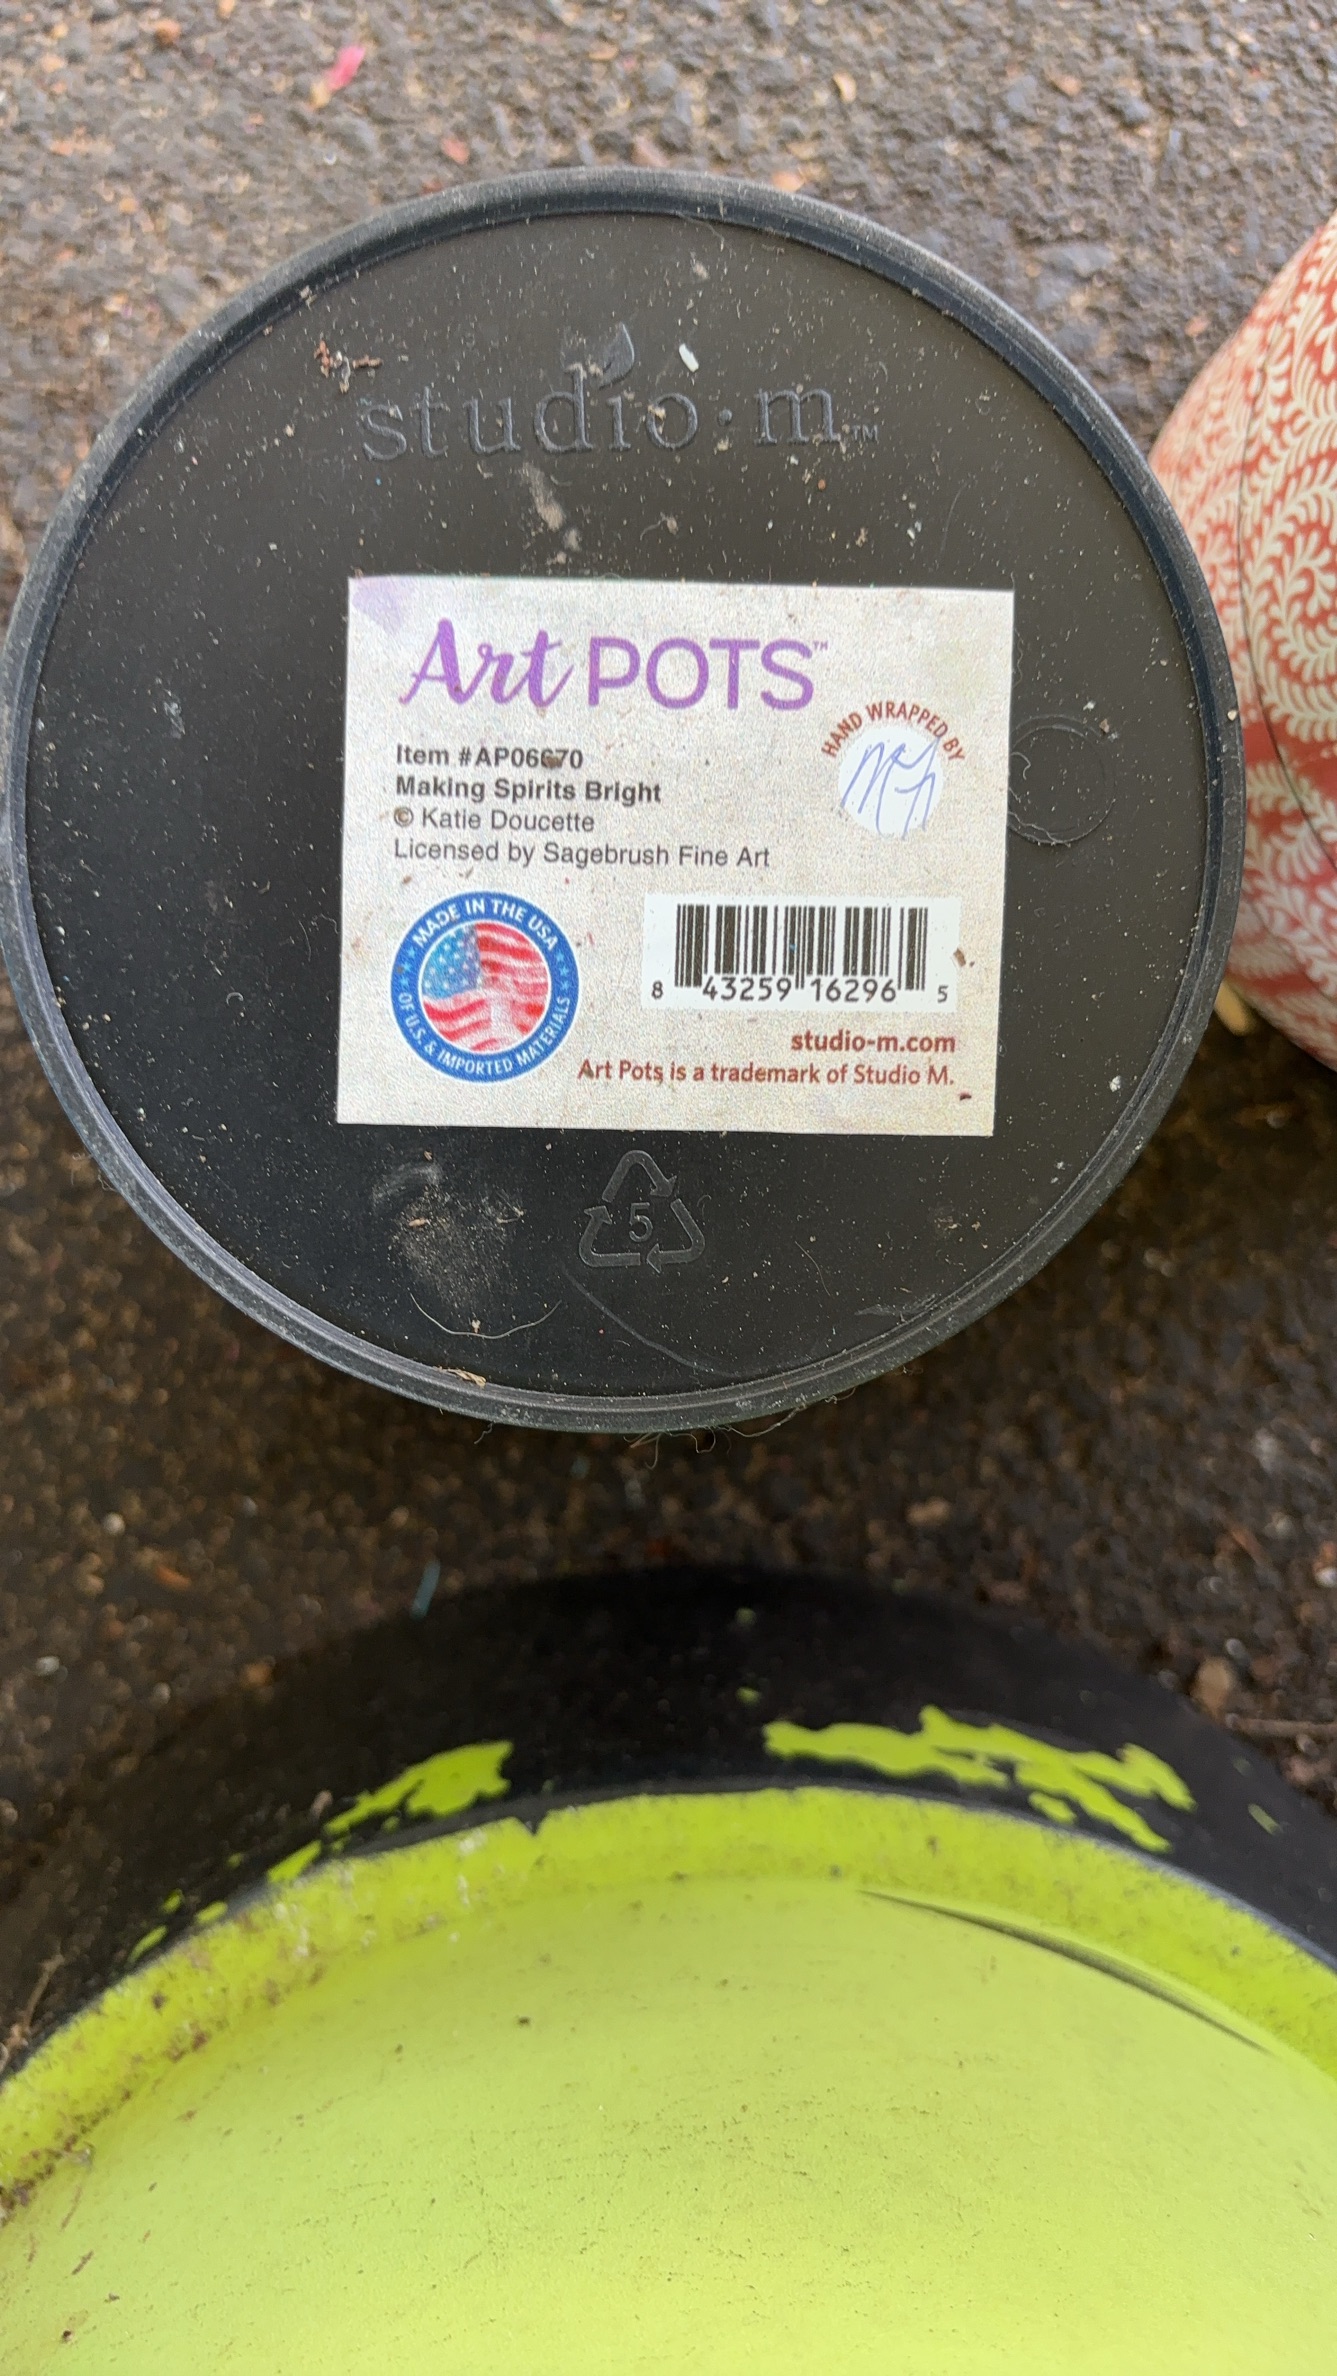 studio·m™
Art POTS™
HAND WRAPPED BY
Item #AP06670
Making Spirits Bright
© Katie Doucette
Licensed by Sagebrush Fine Art
MADE IN THE USA
OF U.S. & IMPORTED MATERIALS
8 43259 16296 5
studio-m.com
Art Pots is a trademark of Studio M.
5